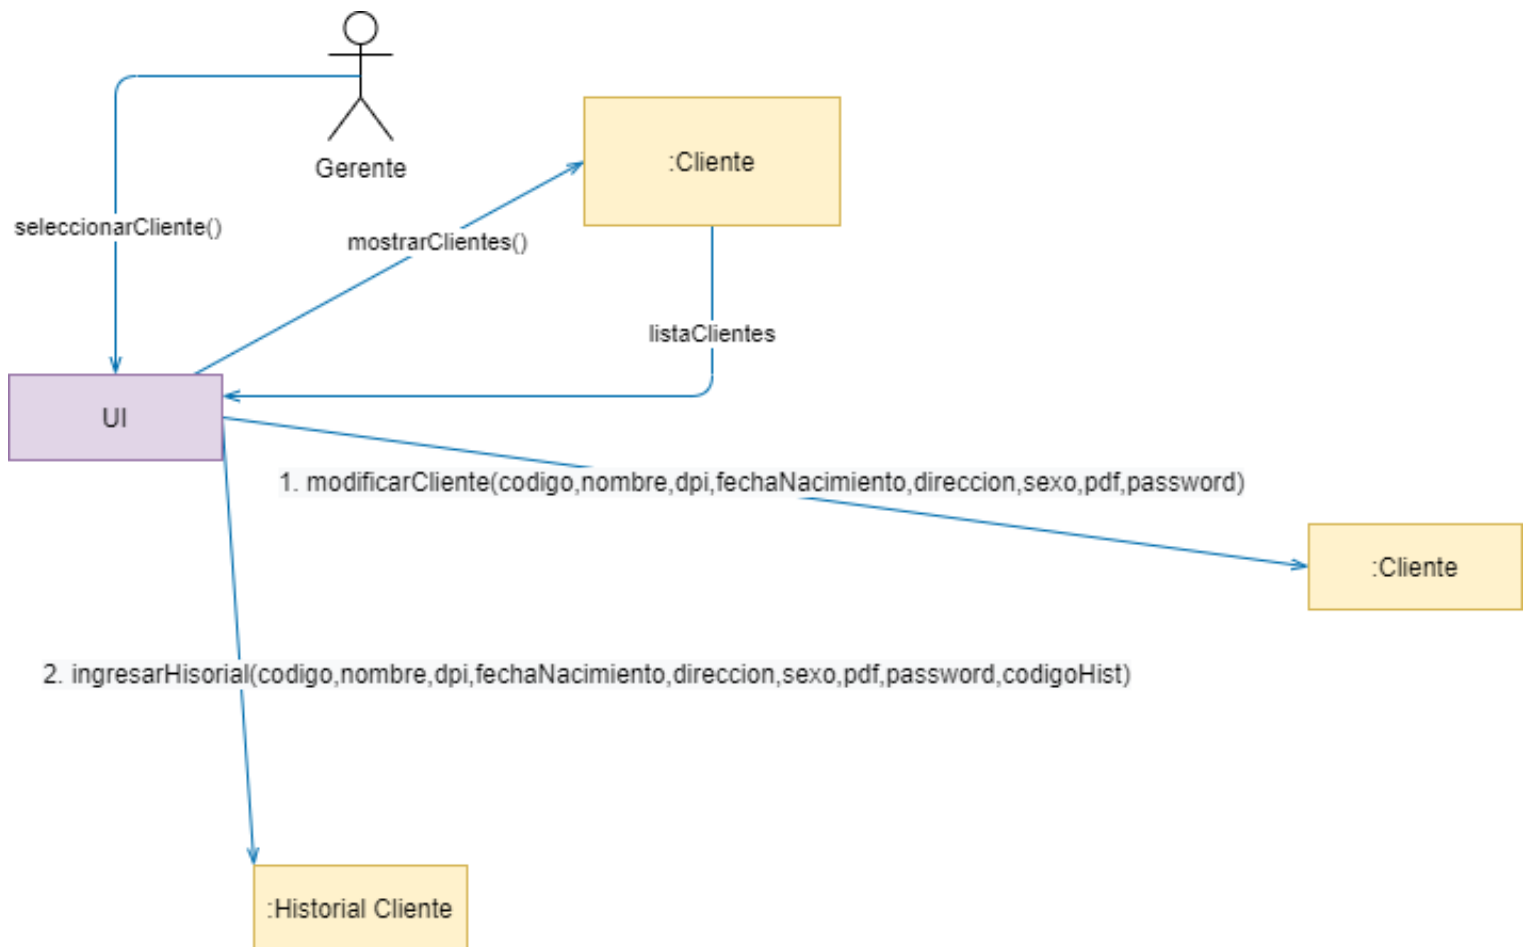 Gerente
:Cliente
seleccionarCliente()
mostrarClientes()
listaClientes
UI
1. modificarCliente(codigo,nombre,dpi,fechaNacimiento,direccion,sexo,pdf,password)
:Cliente
2. ingresarHisorial(codigo,nombre,dpi,fechaNacimiento,direccion,sexo,pdf,password,codigoHist)
:Historial Cliente